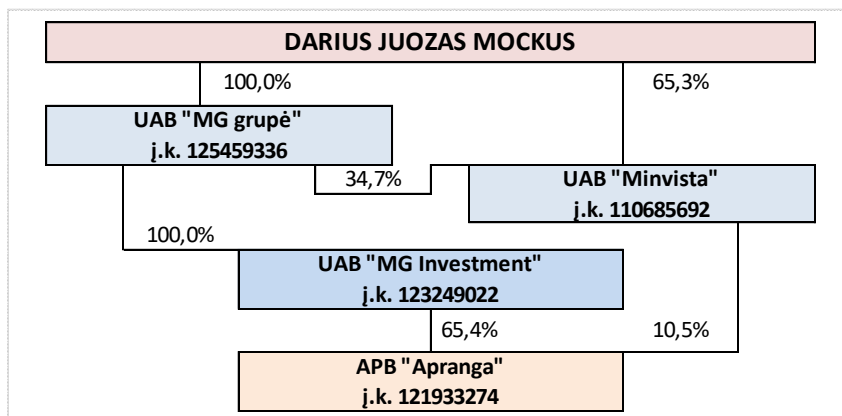 DARIUS JUOZAS MOCKUS
100,0%
65,3%
UAB "MG grupė"
į.k. 125459336
34,7%
UAB "Minvista"
į.k. 110685692
100,0%
UAB "MG Investment"
į.k. 123249022
65,4%
10,5%
APB "Apranga"
į.k. 121933274